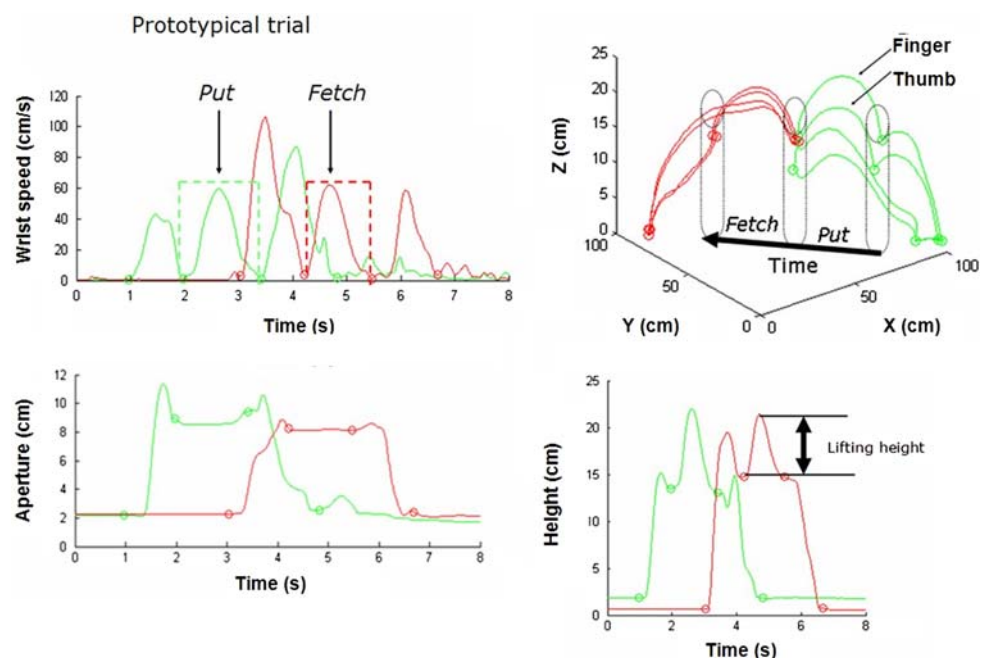 Prototypical trial
Put
Fetch
Wrist speed (cm/s)
120
100
80
60
40
20
0
0 1 2 3 4 5 6 7 8
Time (s)
Finger
Thumb
Z (cm)
25
20
15
10
5
0
100
50
0
Y (cm)
0
50
100
X (cm)
Fetch
Put
Time
Aperture (cm)
12
10
8
6
4
2
0
0 1 2 3 4 5 6 7 8
Time (s)
Height (cm)
25
20
15
10
5
0
0 2 4 6 8
Time (s)
Lifting height